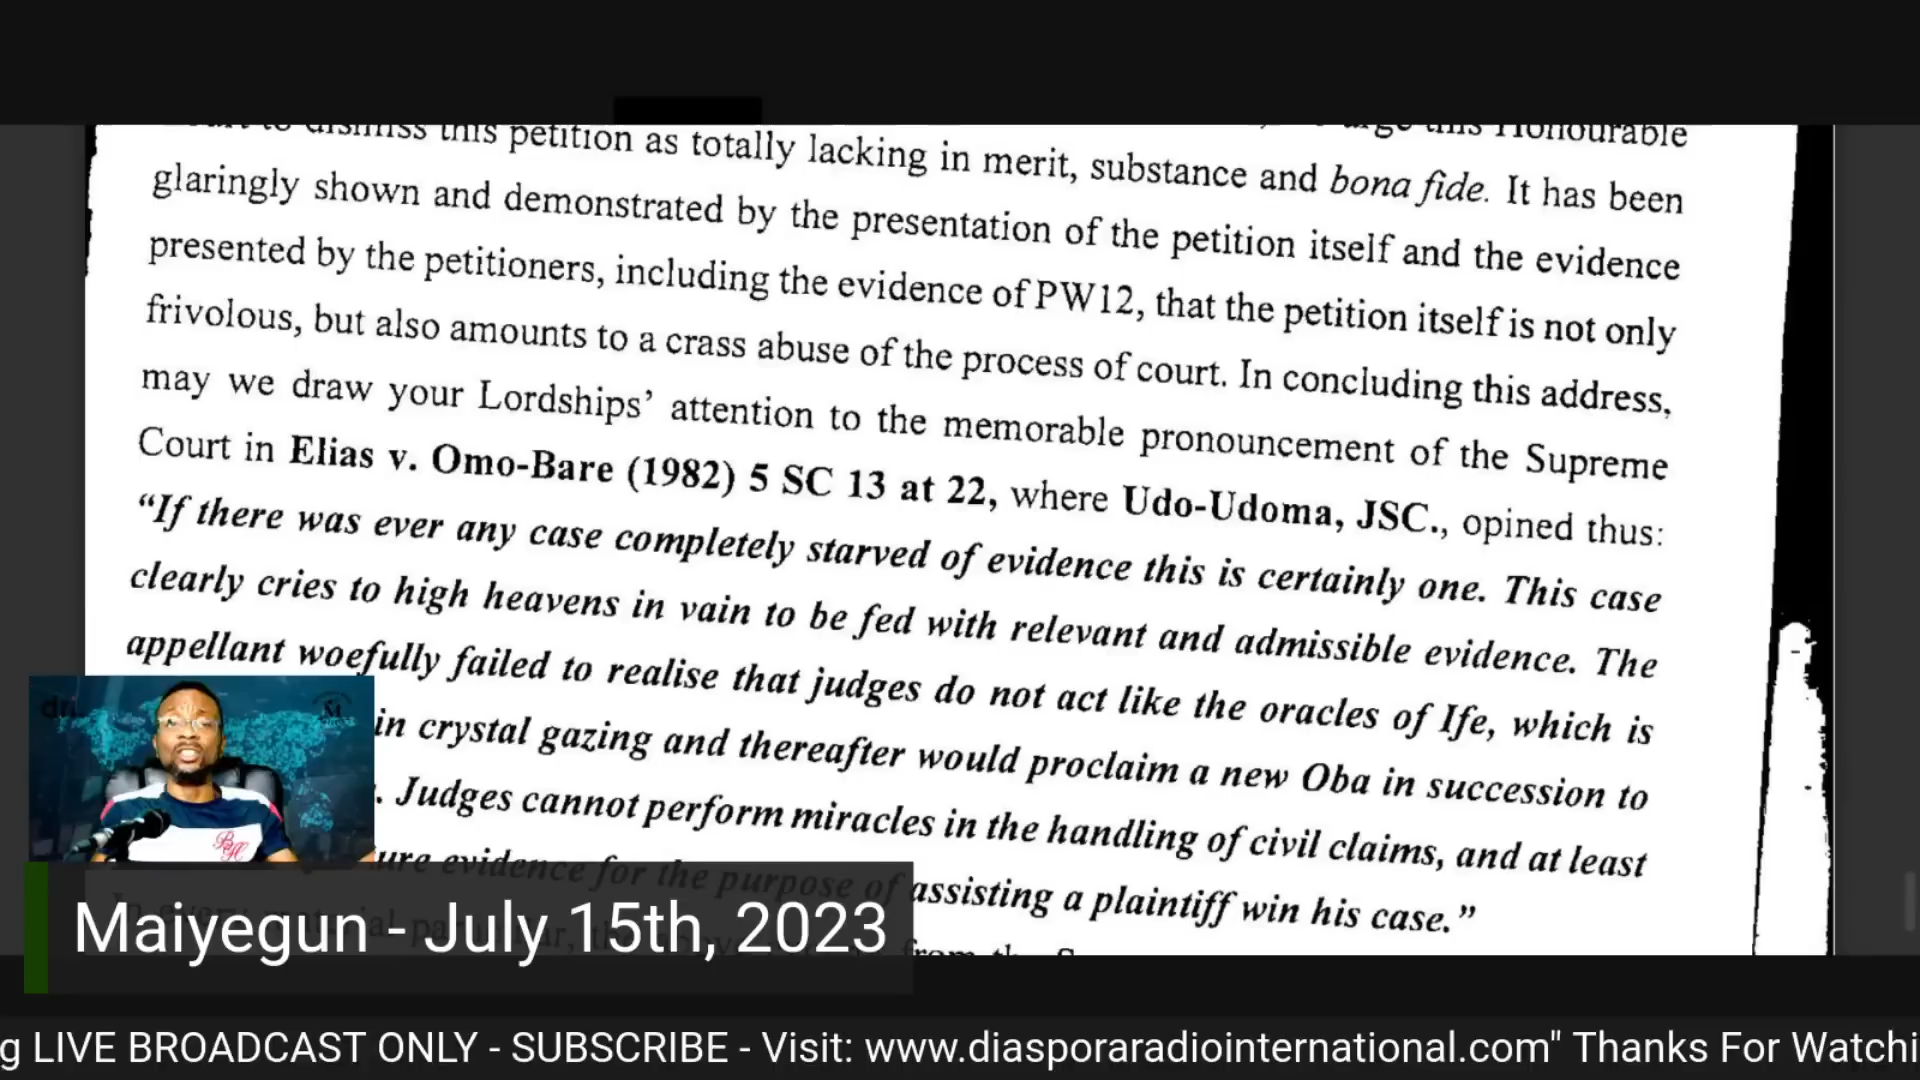 to dismiss this petition as totally lacking in merit, substance and bona fide. It has been
this Honourable
glaringly shown and demonstrated by the presentation of the petition itself and the evidence
presented by the petitioners, including the evidence of PW12, that the petition itself is not only
frivolous, but also amounts to a crass abuse of the process of court. In concluding this address,
may we draw your Lordships’ attention to the memorable pronouncement of the Supreme
Court in Elias v. Omo-Bare (1982) 5 SC 13 at 22, where Udo-Udoma, JSC., opined thus:
“If there was ever any case completely starved of evidence this is certainly one. This case
clearly cries to high heavens in vain to be fed with relevant and admissible evidence. The
appellant woefully failed to realise that judges do not act like the oracles of Ife, which is
in crystal gazing and thereafter would proclaim a new Oba in succession to
. Judges cannot perform miracles in the handling of civil claims, and at least
evidence for the purpose of assisting a plaintiff win his case.”
Maiyegun - July 15th, 2023
g LIVE BROADCAST ONLY - SUBSCRIBE - Visit: www.diasporaradiointernational.com" Thanks For Watchi